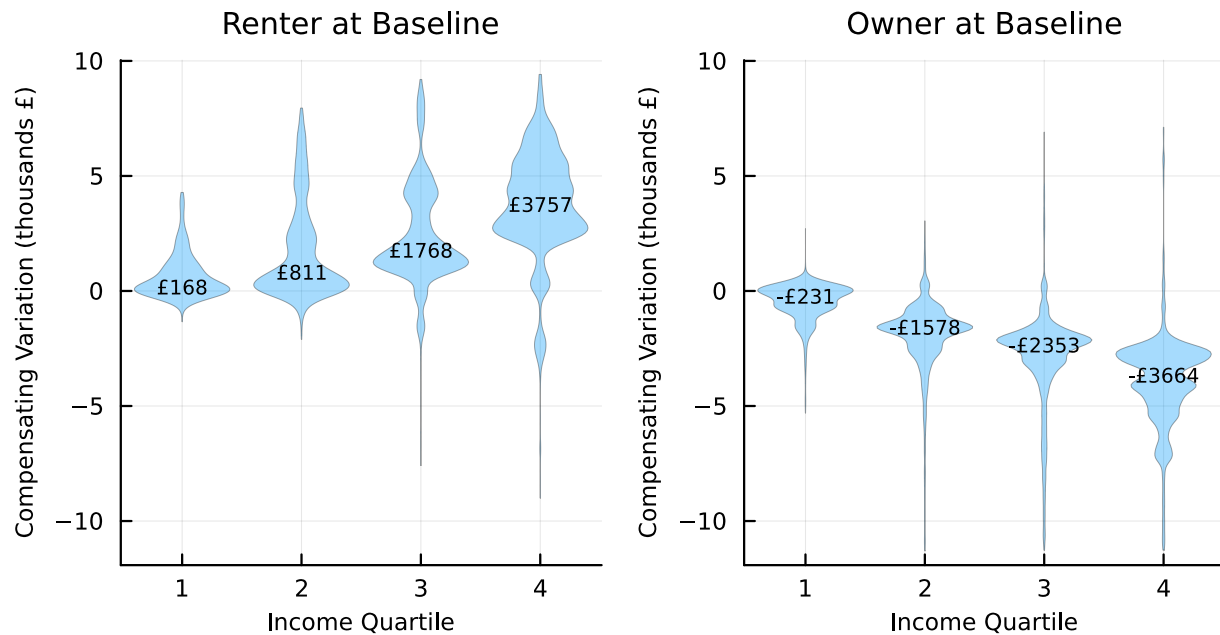 Renter at Baseline
Compensating Variation (thousands £)
10
5
0
−5
−10
£168
£811
£1768
£3757
1 2 3 4
Income Quartile
Owner at Baseline
Compensating Variation (thousands £)
10
5
0
−5
−10
-£231
-£1578
-£2353
-£3664
1 2 3 4
Income Quartile